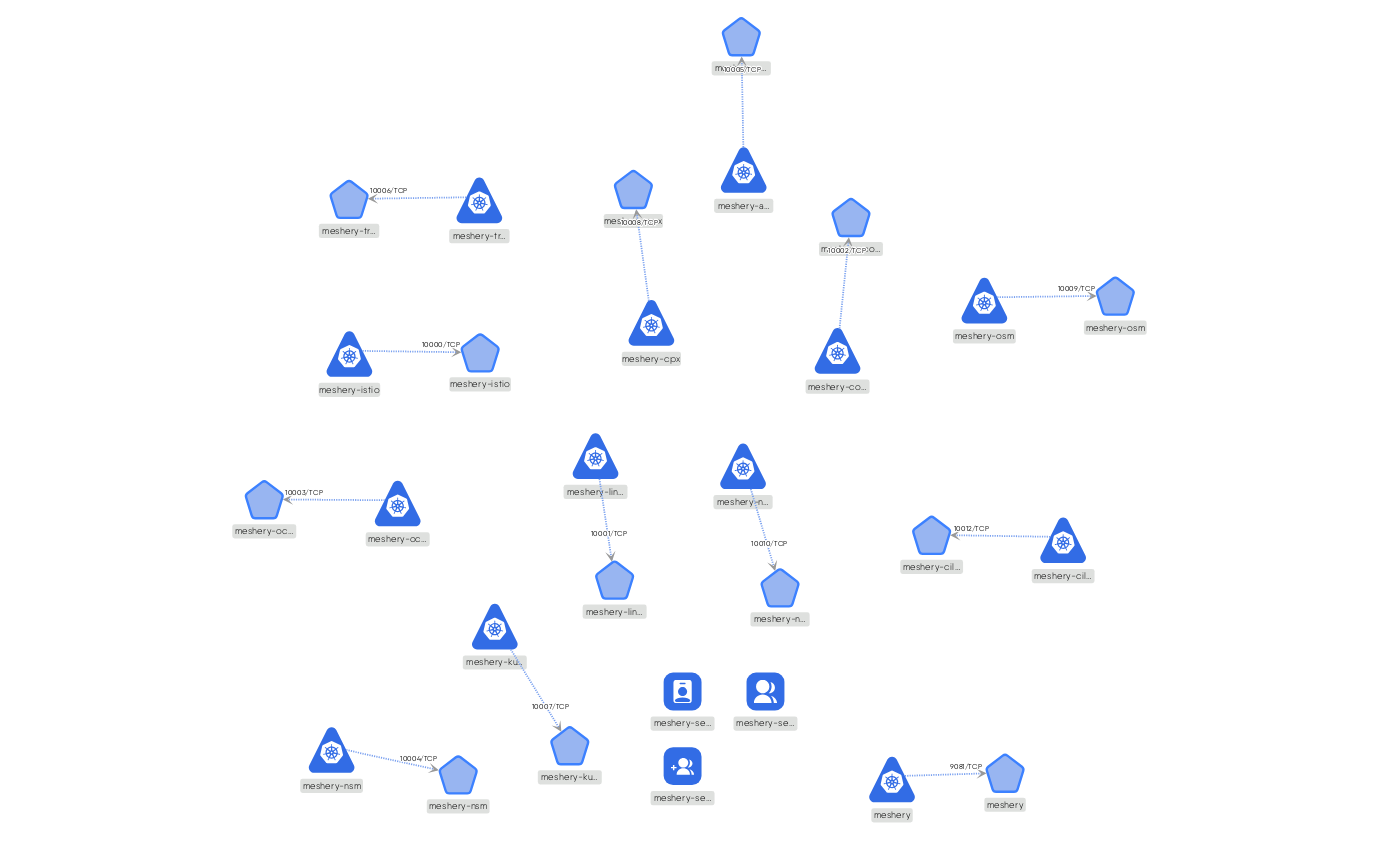 10005/TCP
meshery-a...
10006/TCP
meshery-tr...
meshery-tr...
10008/TCP
meshery-cpx
10002/TCP
meshery-co...
10009/TCP
meshery-osm
meshery-osm
10000/TCP
meshery-istio
meshery-istio
10003/TCP
meshery-oc...
meshery-oc...
meshery-lin...
10001/TCP
meshery-lin...
meshery-n...
10010/TCP
meshery-n...
10012/TCP
meshery-cil...
meshery-cil...
meshery-ku...
10007/TCP
meshery-ku...
meshery-se...
meshery-se...
meshery-se...
10004/TCP
meshery-nsm
meshery-nsm
9081/TCP
meshery
meshery